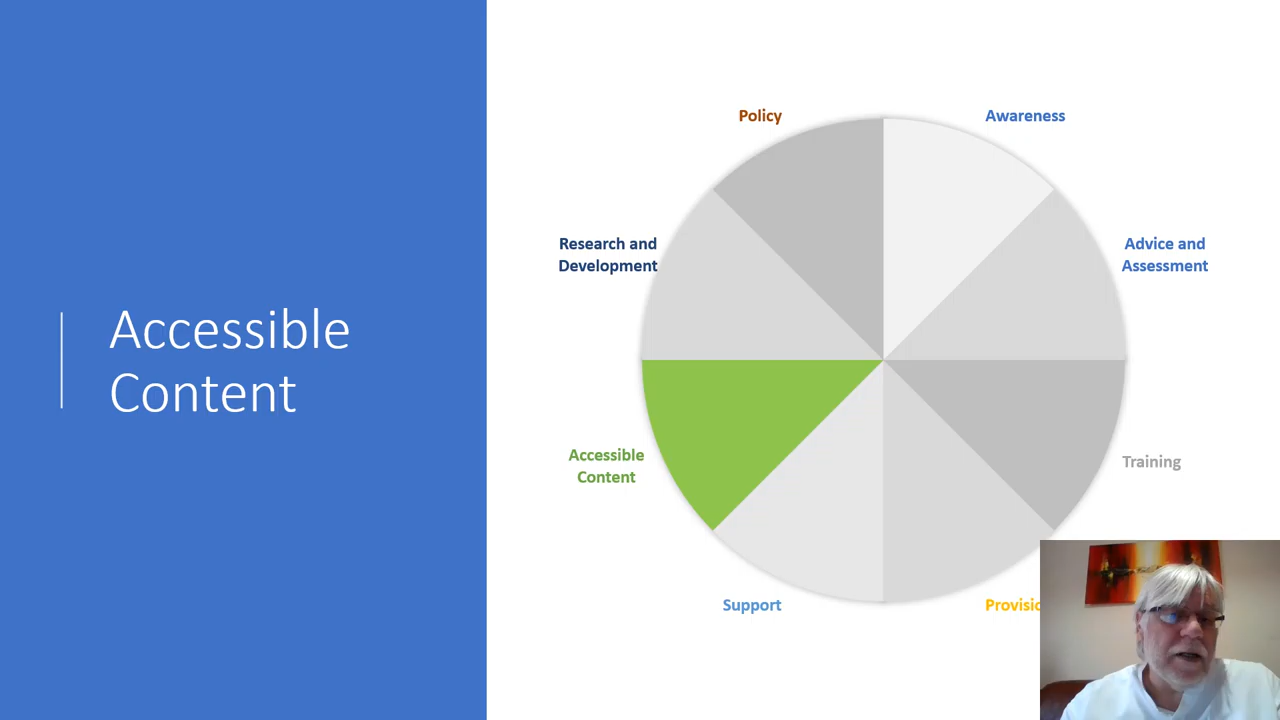 Accessible
Content
Policy
Awareness
Research and
Development
Advice and
Assessment
Accessible
Content
Training
Support